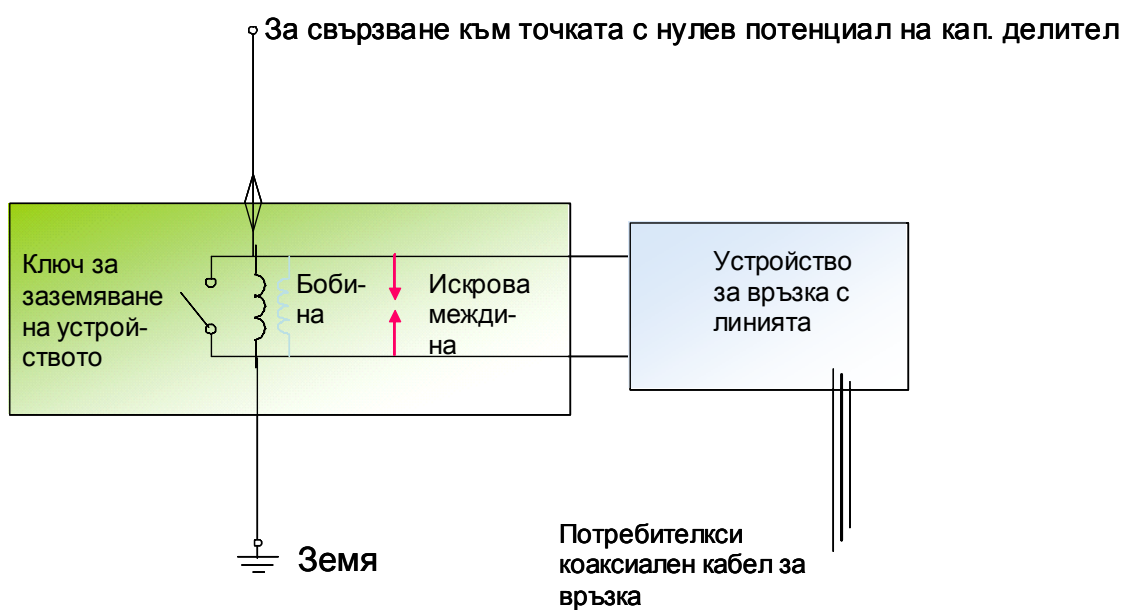 За свързване към точката с нулев потенциал на кап. делител
Ключ за
заземяване
на устрой-
ството
Боби-
на
Искрова
межди-
на
Устройство
за връзка с
линията
Земя
Потребителкси
коаксиален кабел за
връзка